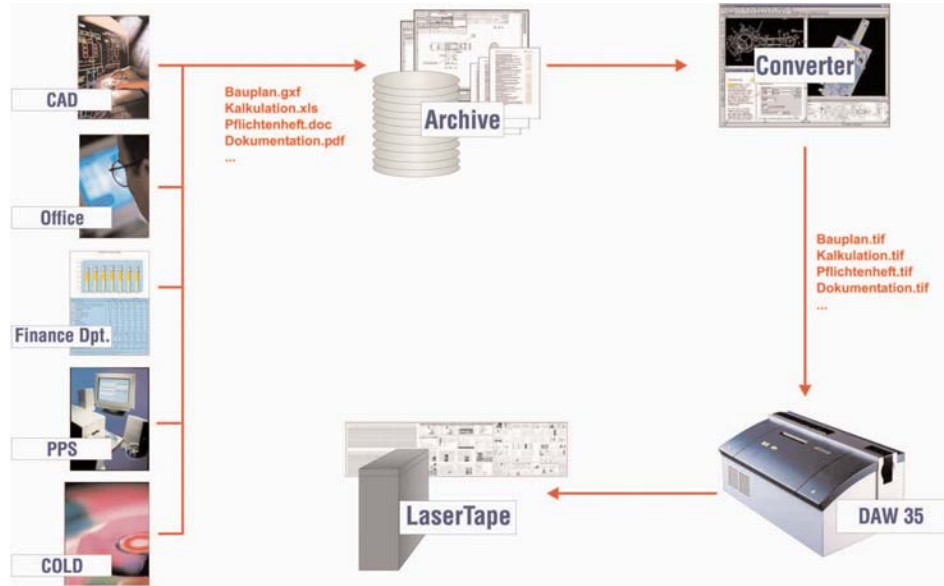 CAD
Office
Finance Dpt.
PPS
COLD
Bauplan.gxf
Kalkulation.xls
Pflichtenheft.doc
Dokumentation.pdf
...
Archive
Converter
Bauplan.tif
Kalkulation.tif
Pflichtenheft.tif
Dokumentation.tif
...
DAW 35
LaserTape